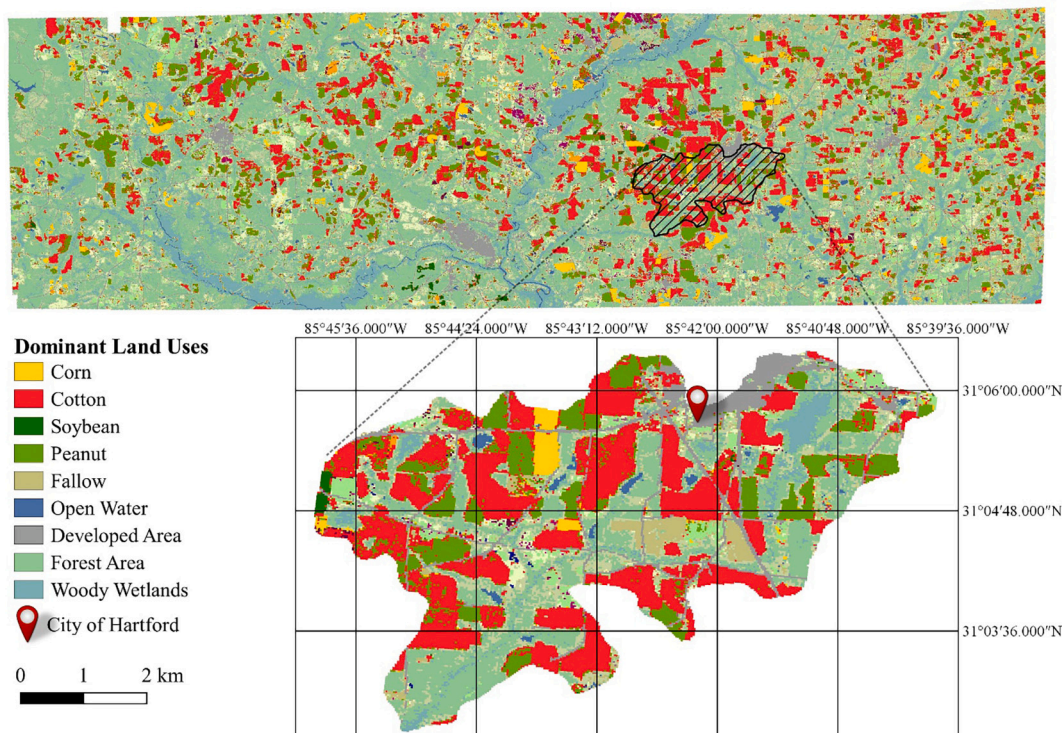 85°45′36.000″W 85°44′24.000″W 85°43′12.000″W 85°42′00.000″W 85°40′48.000″W 85°39′36.000″W
Dominant Land Uses
Corn
Cotton
Soybean
Peanut
Fallow
Open Water
Developed Area
Forest Area
Woody Wetlands
City of Hartford
0 1 2 km
31°06′00.000″N
31°04′48.000″N
31°03′36.000″N